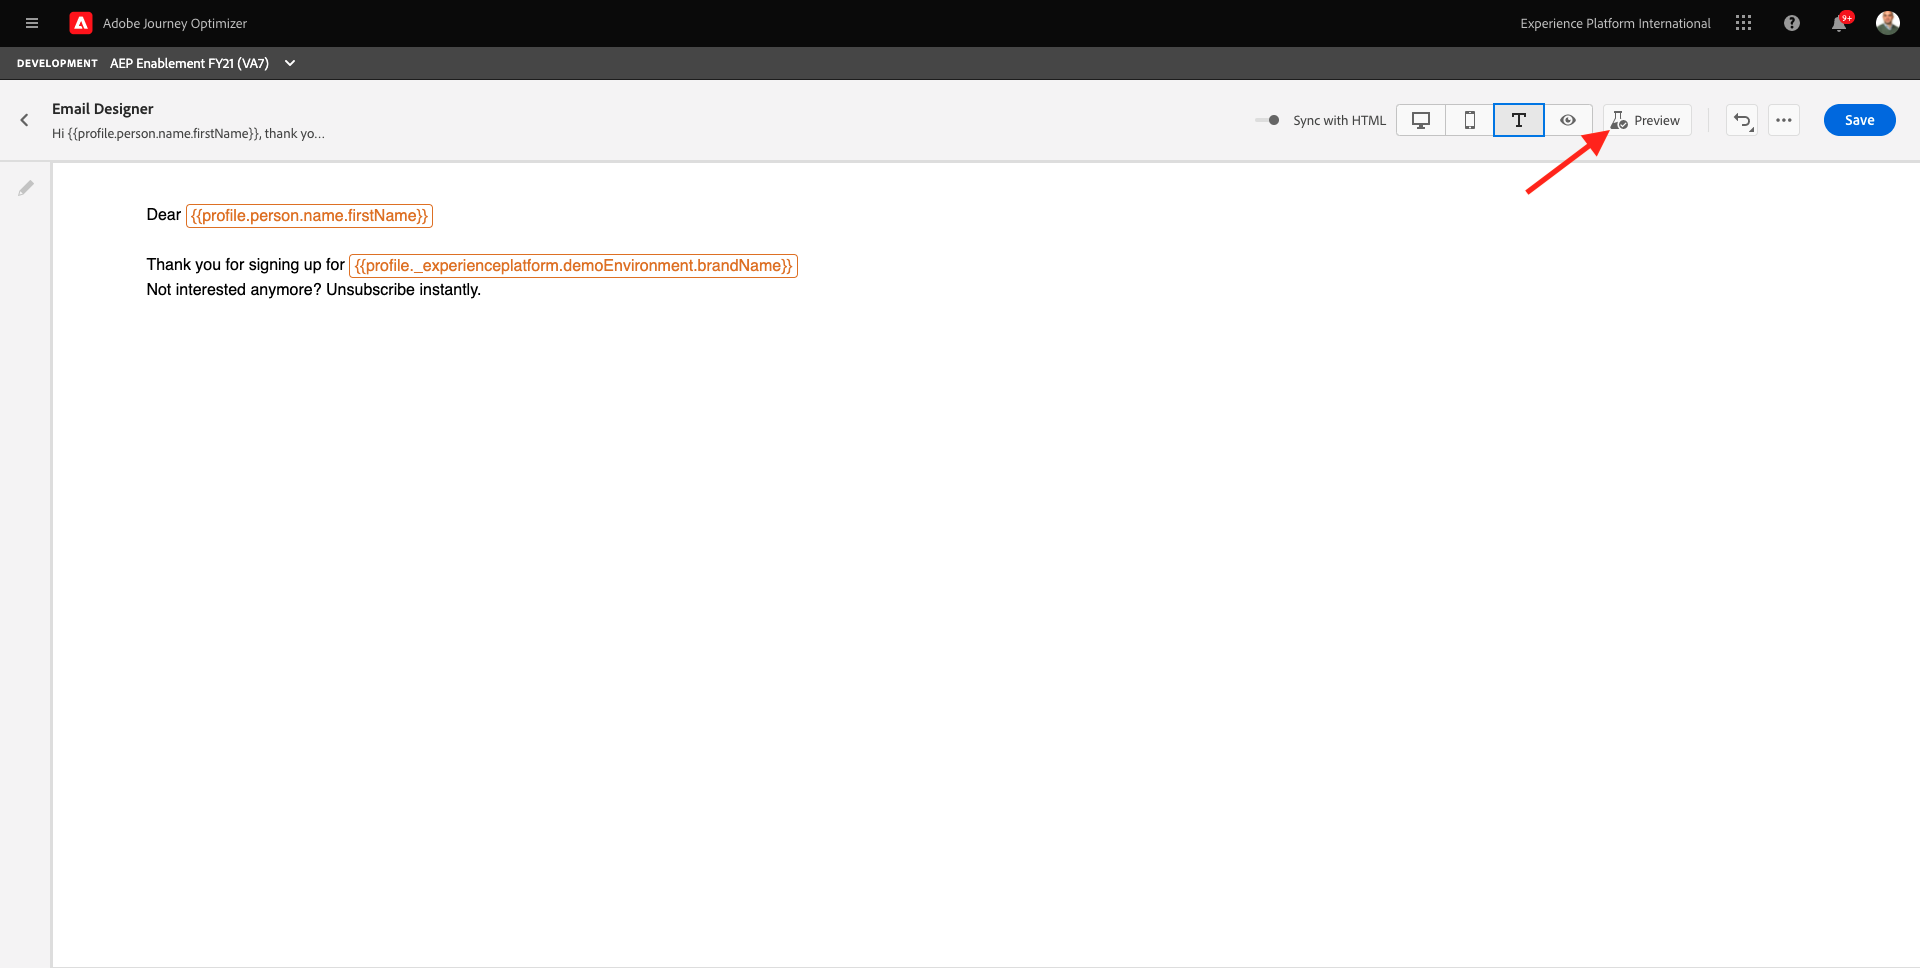 Adobe Journey Optimizer
Experience Platform International
9+
DEVELOPMENT AEP Enablement FY21 (VA7)
Email Designer
Hi {{profile.person.name.firstName}}, thank yo...
Sync with HTML
T
Preview
Save
Dear {{profile.person.name.firstName}}
Thank you for signing up for {{profile._experienceplatform.demoEnvironment.brandName}}
Not interested anymore? Unsubscribe instantly.